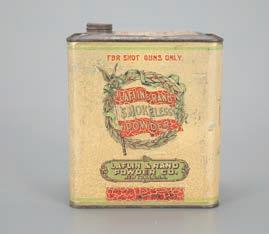 FOR SHOT GUNS ONLY.
LAFLIN & RAND
SMOKELESS
POWDER
LAFLIN & RAND
POWDER CO.